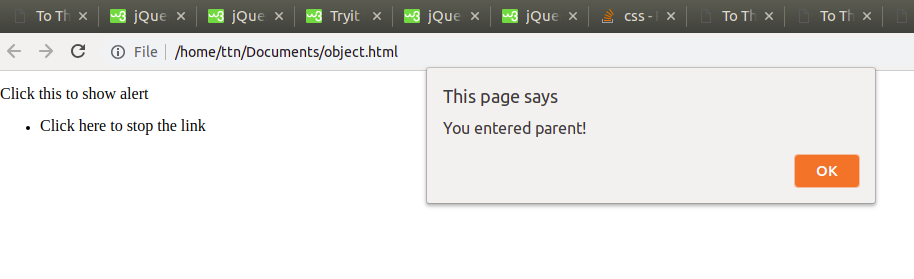 To Th jQue jQue Tryit jQue jQue css - To Th To Th
File /home/ttn/Documents/object.html
This page says
Click this to show alert
You entered parent!
Click here to stop the link
OK